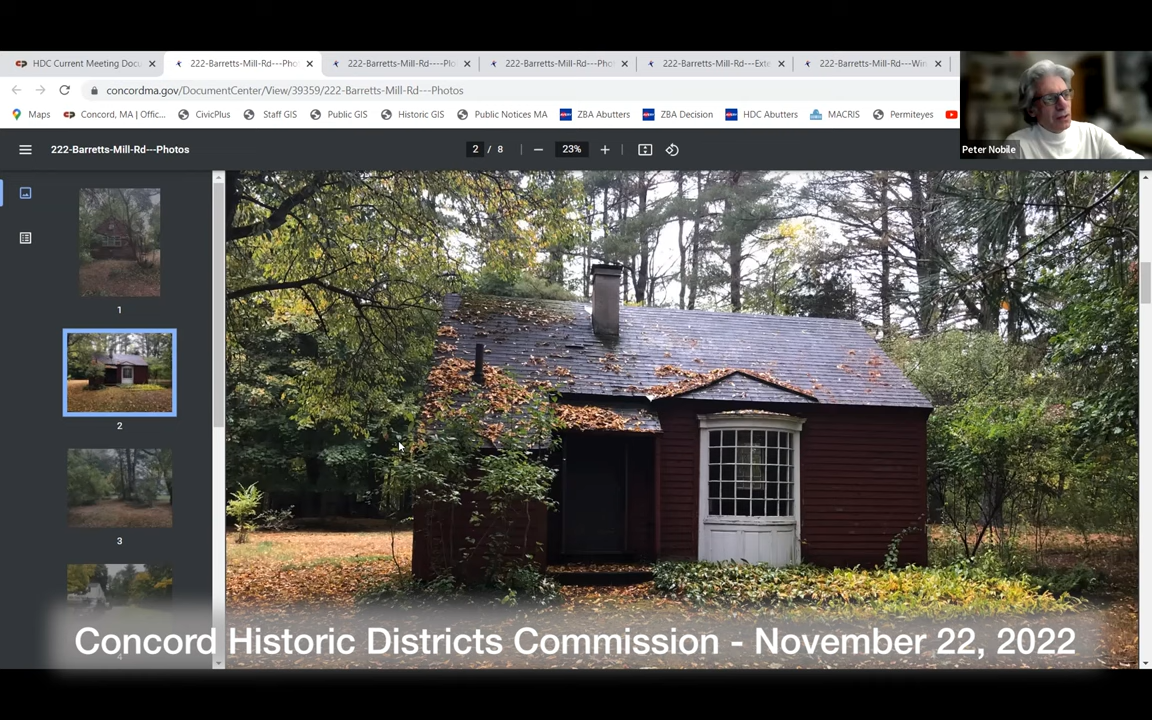 HDC Current Meeting Docu
222-Barretts-Mill-Rd---Pho
222-Barretts-Mill-Rd----Plo
222-Barretts-Mill-Rd---Pho
222-Barretts-Mill-Rd---Exte
222-Barretts-Mill-Rd---Win
concordma.gov/DocumentCenter/View/39359/222-Barretts-Mill-Rd---Photos
Maps
Concord, MA | Offic...
CivicPlus
Staff GIS
Public GIS
Historic GIS
Public Notices MA
ZBA Abutters
ZBA Decision
HDC Abutters
MACRIS
Permiteyes
Peter Nobile
222-Barretts-Mill-Rd---Photos
2 / 8
23%
1
2
3
4
Concord Historic Districts Commission - November 22, 2022